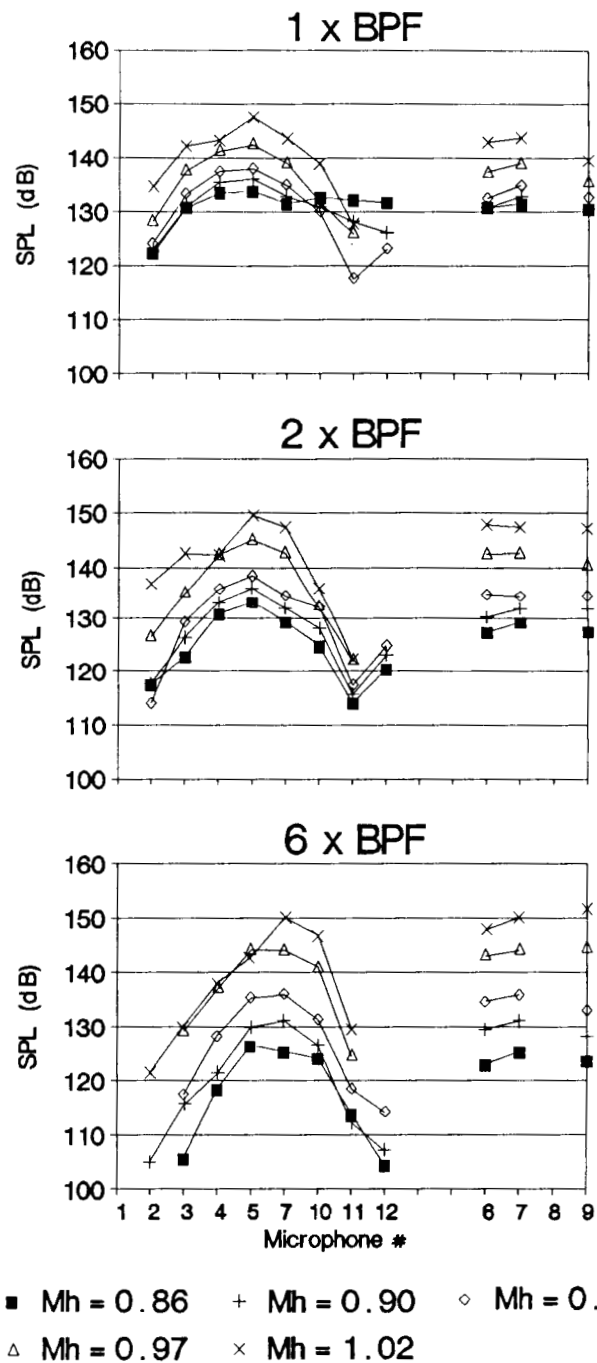 1 x BPF
160
150
140
130
120
110
100
SPL (dB)
2 x BPF
160
150
140
130
120
110
100
SPL (dB)
6 x BPF
160
150
140
130
120
110
100
SPL (dB)
1 2 3 4 5 7 10 11 12 6 7 8 9
Microphone #
Mh = 0.86 Mh = 0.90 Mh = 0.
Mh = 0.97 Mh = 1.02